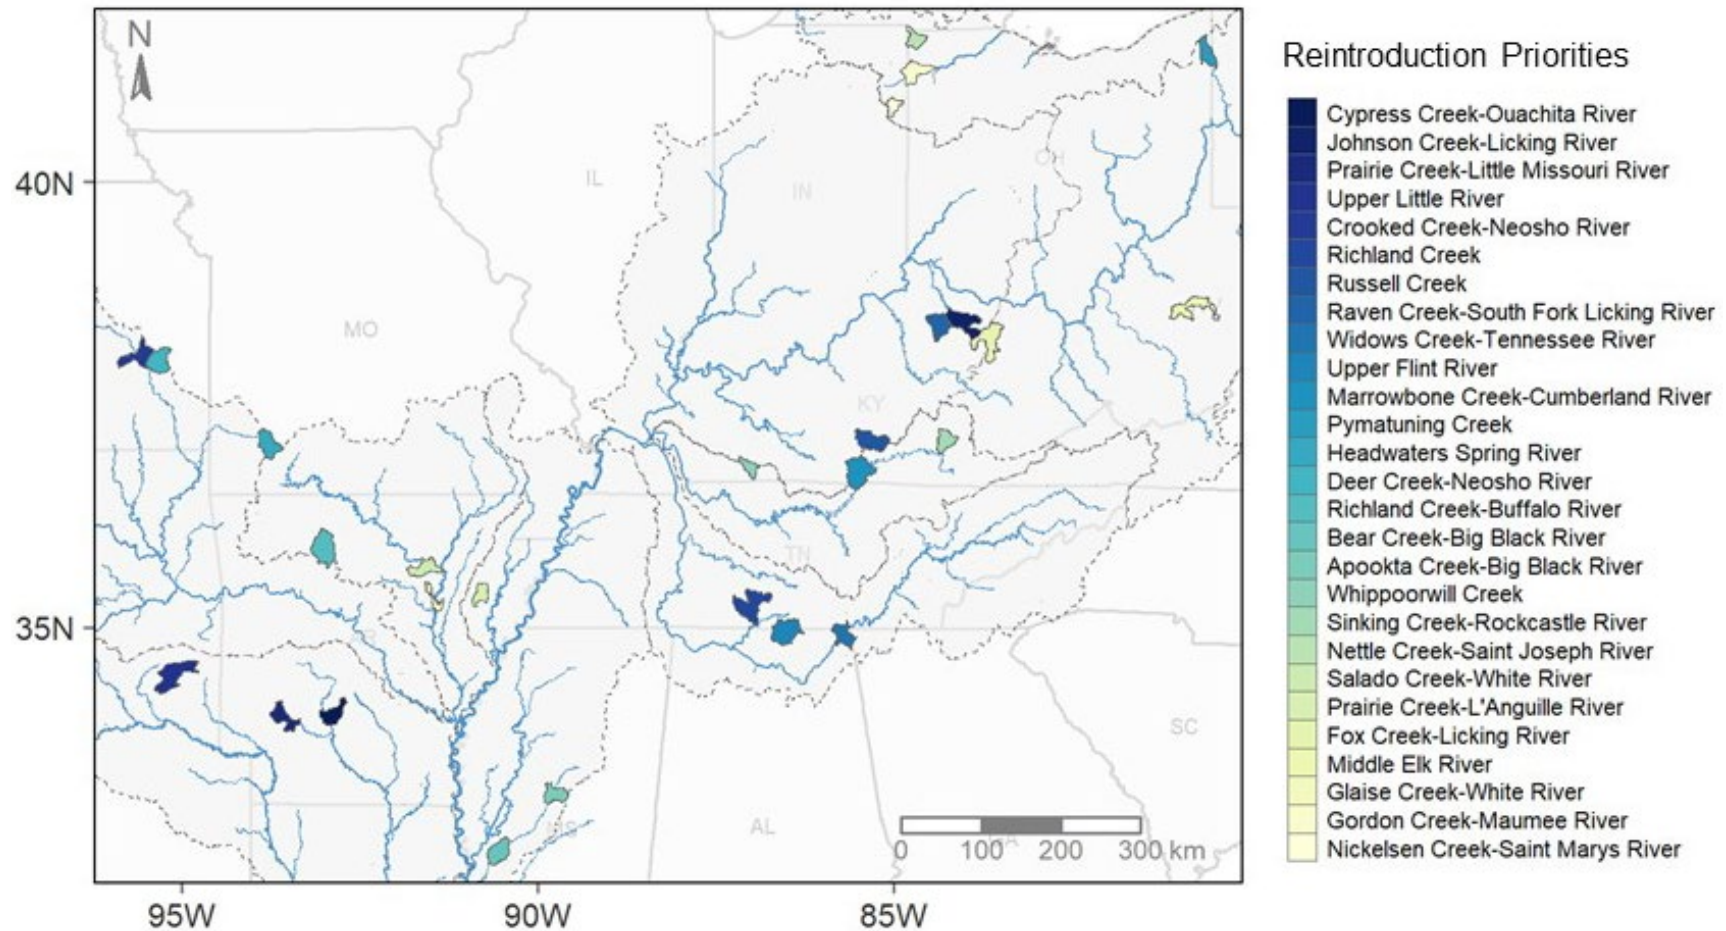 N
Reintroduction Priorities
Cypress Creek-Ouachita River
Johnson Creek-Licking River
Prairie Creek-Little Missouri River
Upper Little River
Crooked Creek-Neosho River
Richland Creek
Russell Creek
Raven Creek-South Fork Licking River
Widows Creek-Tennessee River
Upper Flint River
Marrowbone Creek-Cumberland River
Pymatuning Creek
Headwaters Spring River
Deer Creek-Neosho River
Richland Creek-Buffalo River
Bear Creek-Big Black River
Apookta Creek-Big Black River
Whippoorwill Creek
Sinking Creek-Rockcastle River
Nettle Creek-Saint Joseph River
Salado Creek-White River
Prairie Creek-L'Anguille River
Fox Creek-Licking River
Middle Elk River
Glaise Creek-White River
Gordon Creek-Maumee River
Nickelsen Creek-Saint Marys River
40N
35N
IL
IN
OH
MO
KY
TN
SC
MS
AL
0 100 200 300 km
95W 90W 85W